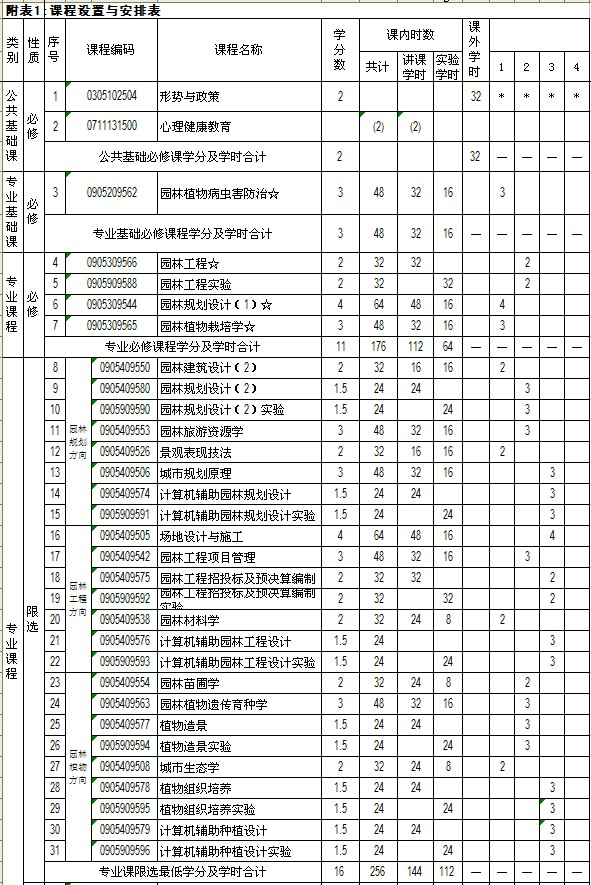 附表1:课程设置与安排表
类别 性质 序号 课程编码 课程名称 学分数 课内时数 课外学时
共计 讲课学时 实验学时 1 2 3 4
公共基础课 必修
1 0305102504 形势与政策 2 32 * * * *
2 0711131500 心理健康教育 (2) (2)
公共基础必修课学分及学时合计 2 32 — — — —
专业基础课 必修
3 0905209562 园林植物病虫害防治☆ 3 48 32 16 3
专业基础必修课程学分及学时合计 3 48 32 16 — — — —
专业课程 必修
4 0905309566 园林工程☆ 2 32 32 2
5 0905909588 园林工程实验 2 32 32 2
6 0905309544 园林规划设计(1)☆ 4 64 48 16 4
7 0905309565 园林植物栽培学☆ 3 48 32 16 3
专业必修课程学分及学时合计 11 176 112 64 — — — —
专业课程 限选
园林规划方向
8 0905409550 园林建筑设计(2) 2 32 16 16 2
9 0905409580 园林规划设计(2) 1.5 24 24 3
10 0905909590 园林规划设计(2)实验 1.5 24 24 3
11 0905409553 园林旅游资源学 3 48 32 16 3
12 0905409526 景观表现技法 2 32 16 16 2
13 0905409506 城市规划原理 3 48 32 16 3
14 0905409574 计算机辅助园林规划设计 1.5 24 24 3
15 0905909591 计算机辅助园林规划设计实验 1.5 24 24 3
园林工程方向
16 0905409505 场地设计与施工 4 64 48 16 4
17 0905409542 园林工程项目管理 3 48 32 16 3
18 0905409575 园林工程招投标及预决算编制 2 32 32 2
19 0905909592 园林工程招投标及预决算编制实验 2 32 32 2
20 0905409538 园林材料学 2 32 24 8 2
21 0905409576 计算机辅助园林工程设计 1.5 24 3
22 0905909593 计算机辅助园林工程设计实验 1.5 24 24 3
园林植物方向
23 0905409554 园林苗圃学 2 32 24 8 2
24 0905409563 园林植物遗传育种学 3 48 32 16 3
25 0905409577 植物造景 1.5 24 24 3
26 0905909594 植物造景实验 1.5 24 24 3
27 0905409508 城市生态学 2 32 24 8 2
28 0905409578 植物组织培养 1.5 24 24 3
29 0905909595 植物组织培养实验 1.5 24 24 3
30 0905409579 计算机辅助种植设计 1.5 24 24 3
31 0905909596 计算机辅助种植设计实验 1.5 24 24 3
专业课限选最低学分及学时合计 16 256 144 112 — — — —